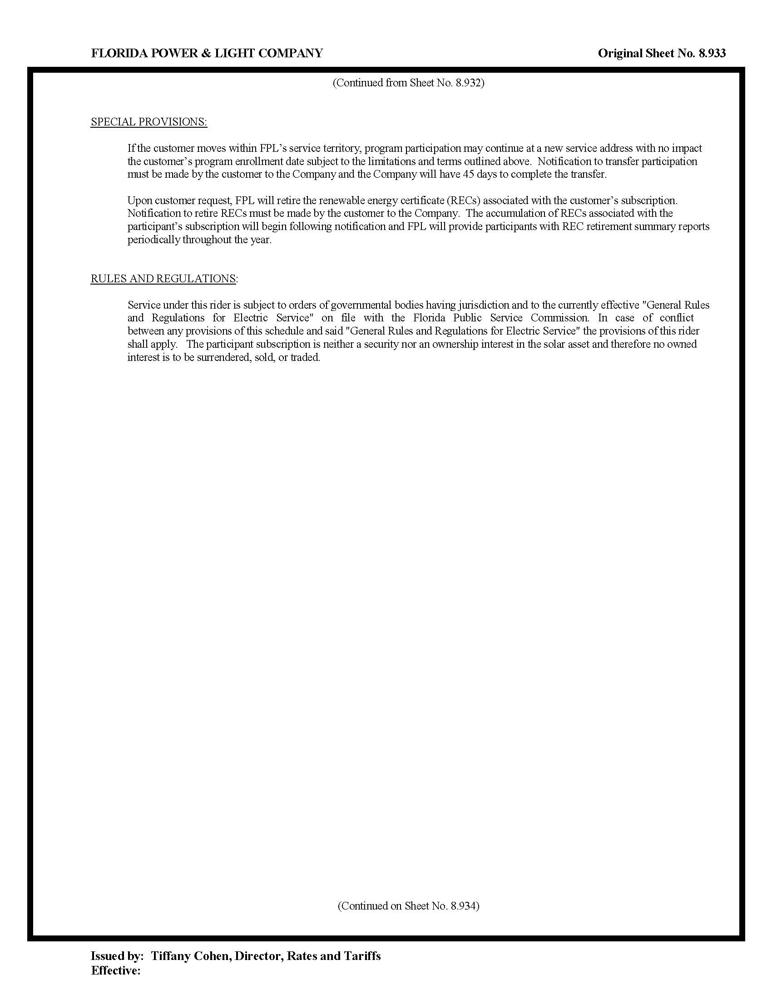 FLORIDA POWER & LIGHT COMPANY Original Sheet No. 8.933
(Continued from Sheet No. 8.932)
SPECIAL PROVISIONS:
If the customer moves within FPL’s service territory, program participation may continue at a new service address with no impact
the customer’s program enrollment date subject to the limitations and terms outlined above. Notification to transfer participation
must be made by the customer to the Company and the Company will have 45 days to complete the transfer.
Upon customer request, FPL will retire the renewable energy certificate (RECs) associated with the customer’s subscription.
Notification to retire RECs must be made by the customer to the Company. The accumulation of RECs associated with the
participant’s subscription will begin following notification and FPL will provide participants with REC retirement summary reports
periodically throughout the year.
RULES AND REGULATIONS:
Service under this rider is subject to orders of governmental bodies having jurisdiction and to the currently effective "General Rules
and Regulations for Electric Service" on file with the Florida Public Service Commission. In case of conflict
between any provisions of this schedule and said "General Rules and Regulations for Electric Service" the provisions of this rider
shall apply. The participant subscription is neither a security nor an ownership interest in the solar asset and therefore no owned
interest is to be surrendered, sold, or traded.
(Continued on Sheet No. 8.934)
Issued by: Tiffany Cohen, Director, Rates and Tariffs
Effective: